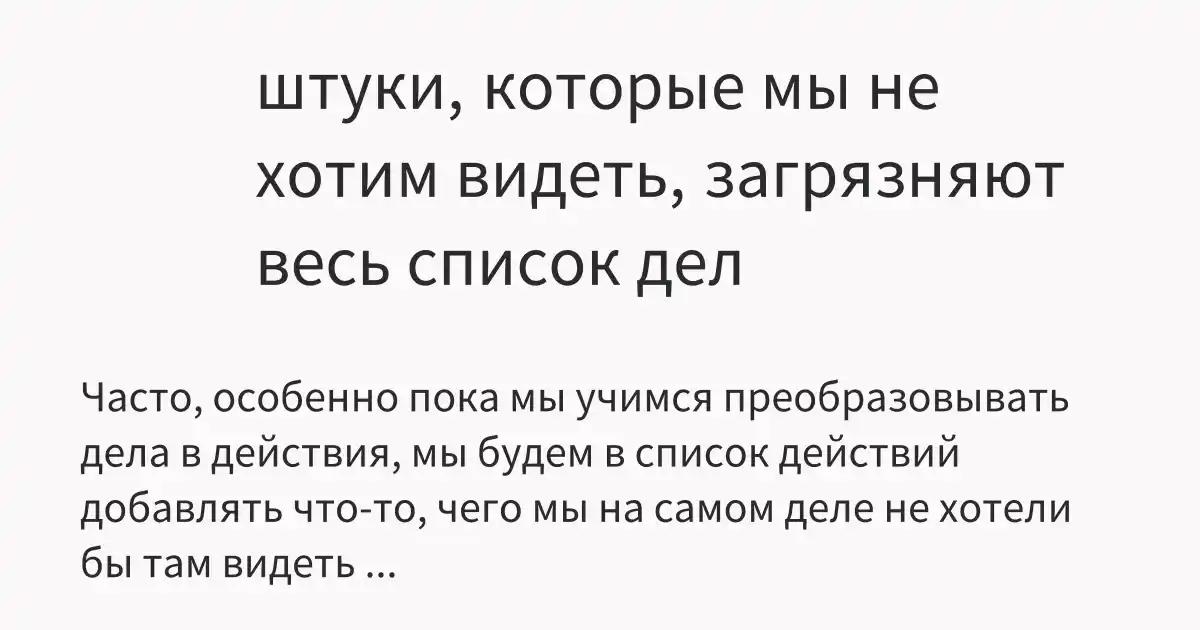 штуки, которые мы не
хотим видеть, загрязняют
весь список дел
Часто, особенно пока мы учимся преобразовывать
дела в действия, мы будем в список действий
добавлять что-то, чего мы на самом деле не хотели
бы там видеть ...